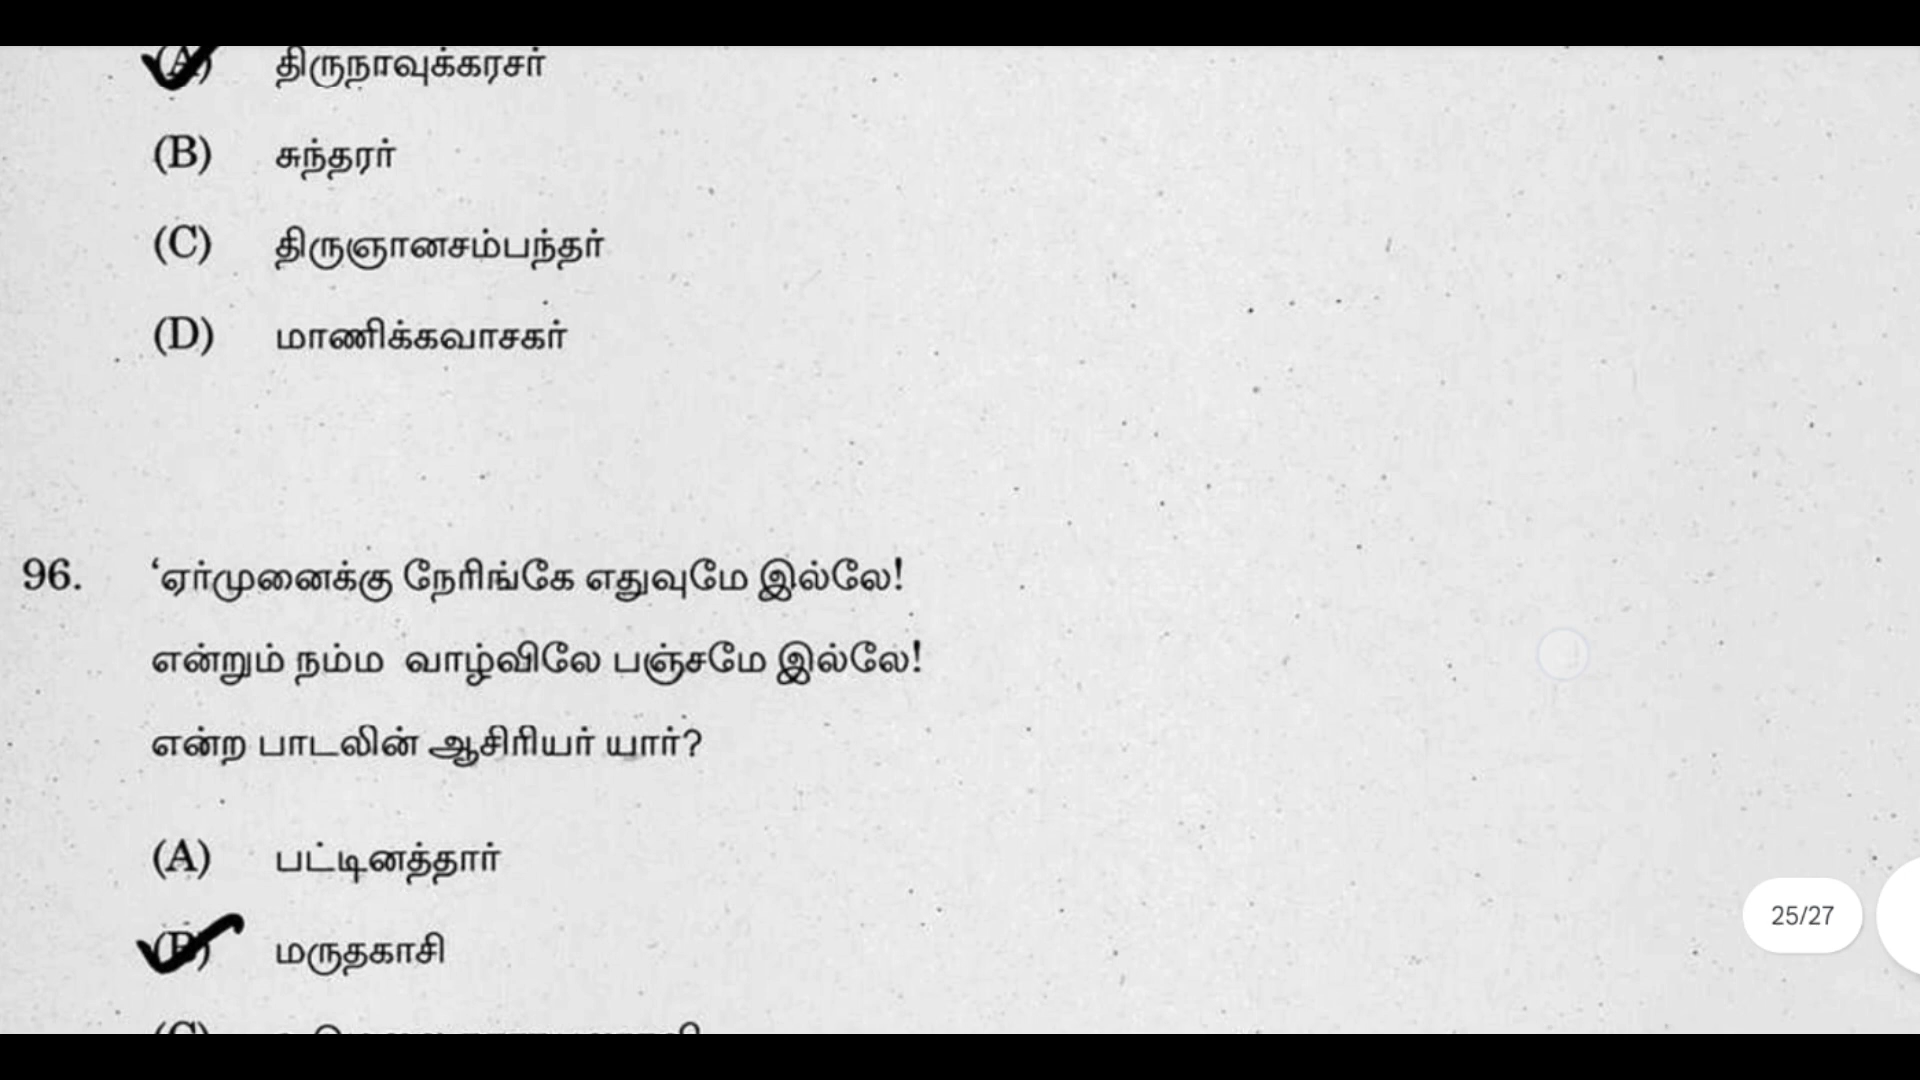 (A) திருநாவுக்கரசர்
(B) சுந்தரர்
(C) திருஞானசம்பந்தர்
(D) மாணிக்கவாசகர்
96. ‘ஏர்முனைக்கு நேரிங்கே எதுவுமே இல்லே!
என்றும் நம்ம வாழ்விலே பஞ்சமே இல்லே!
என்ற பாடலின் ஆசிரியர் யார்?
(A) பட்டினத்தார்
(B) மருதகாசி
(C)
25/27